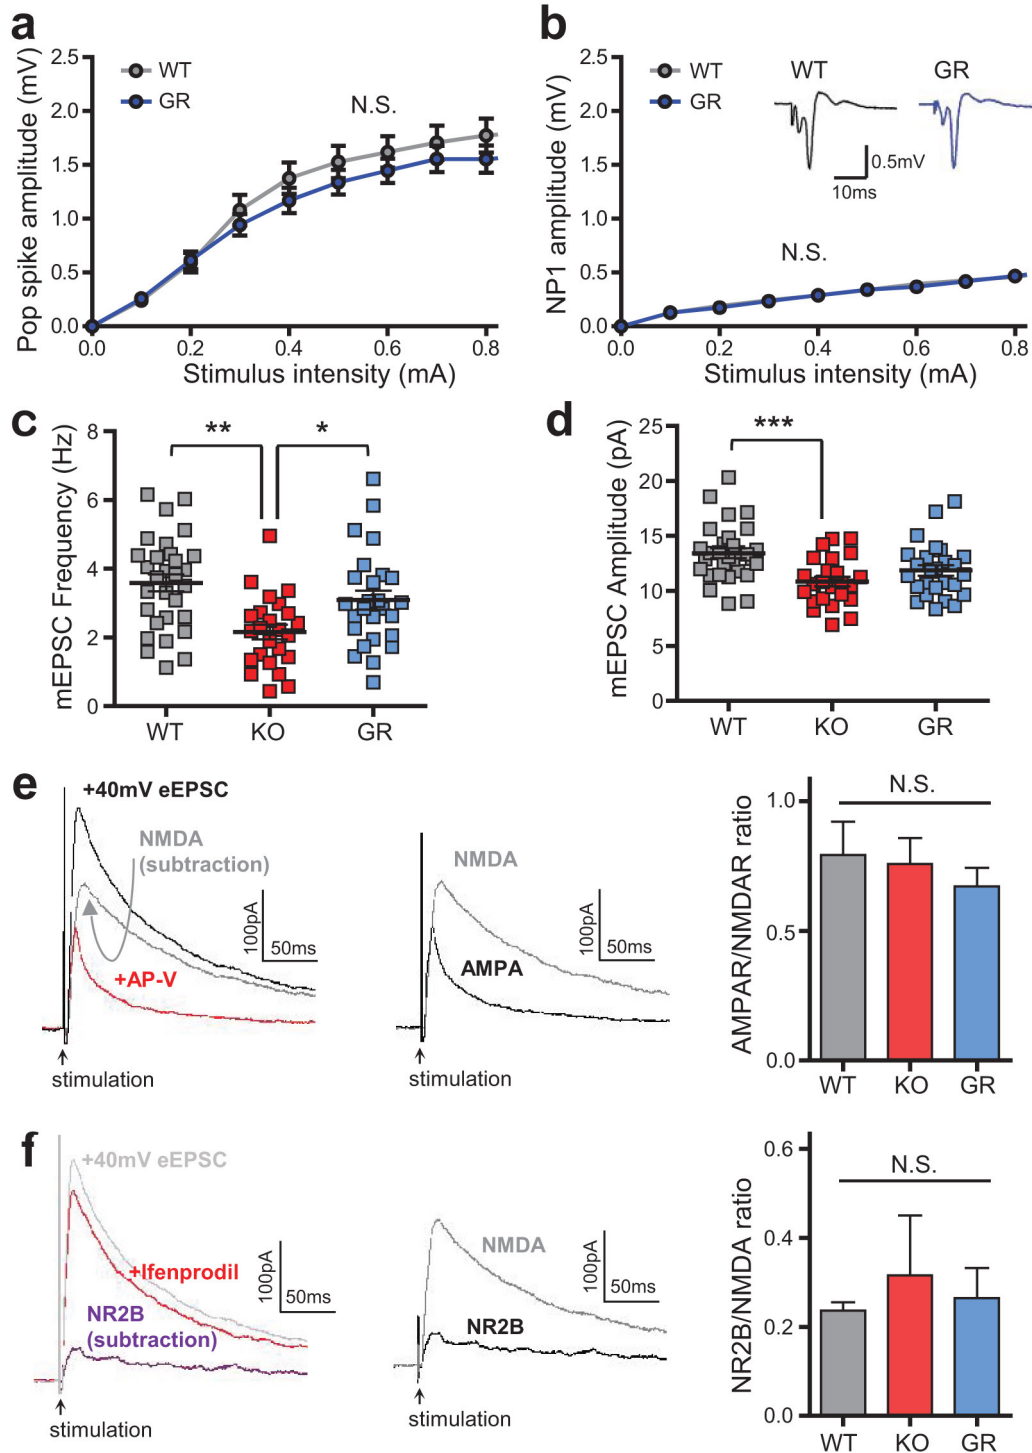 a
Pop spike amplitude (mV)
2.5
2.0
1.5
1.0
0.5
0.0
WT
GR
N.S.
0.0
0.2
0.4
0.6
0.8
Stimulus intensity (mA)
b
NP1 amplitude (mV)
2.5
2.0
1.5
1.0
0.5
0.0
WT
GR
WT
GR
0.5mV
10ms
N.S.
0.0
0.2
0.4
0.6
0.8
Stimulus intensity (mA)
c
mEPSC Frequency (Hz)
8
6
4
2
0
**
*
WT
KO
GR
d
mEPSC Amplitude (pA)
25
20
15
10
5
0
***
WT
KO
GR
e
+40mV eEPSC
NMDA
(subtraction)
+AP-V
100pA
50ms
stimulation
NMDA
AMPA
100pA
50ms
stimulation
AMPAR/NMDAR ratio
1.0
0.5
0.0
N.S.
WT
KO
GR
f
+40mV eEPSC
+Ifenprodil
NR2B
(subtraction)
100pA
50ms
stimulation
NMDA
NR2B
100pA
50ms
stimulation
NR2B/NMDA ratio
0.6
0.4
0.2
0.0
N.S.
WT
KO
GR